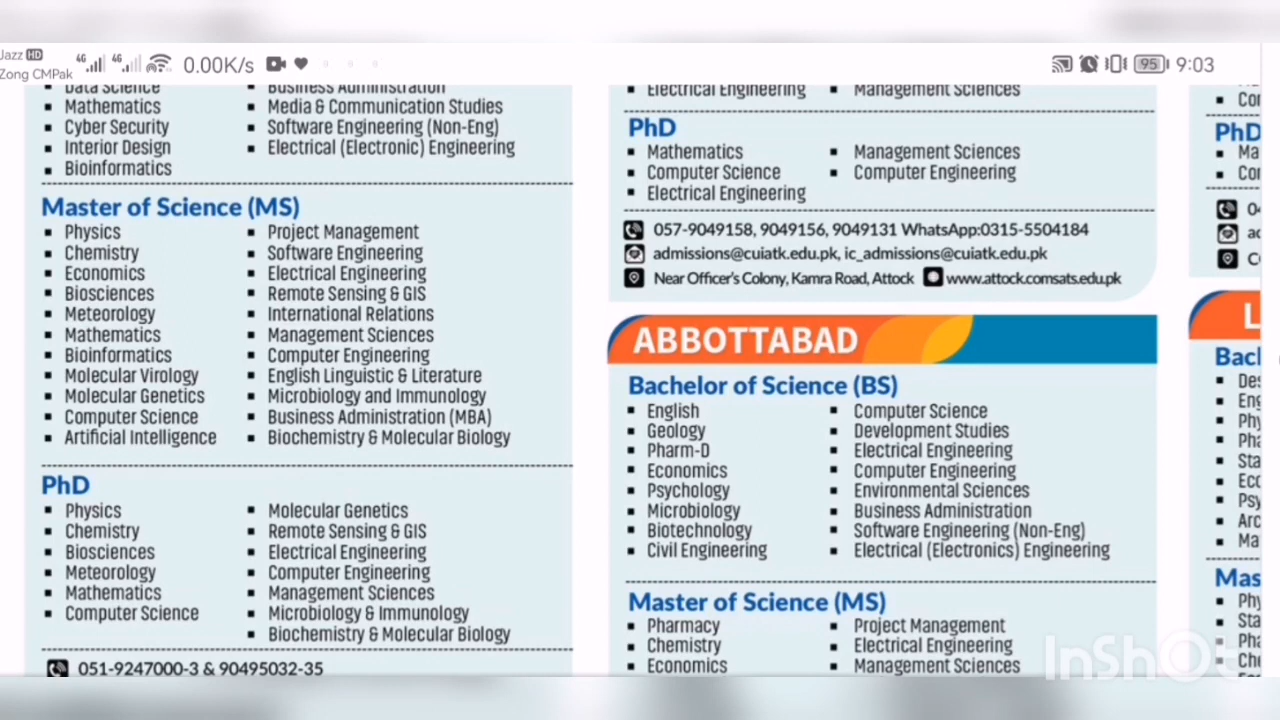 Jazz HD
Zong CMPak
4G
4G
0.00K/s
95
9:03
Data Science
Mathematics
Cyber Security
Interior Design
Bioinformatics
Business Administration
Media & Communication Studies
Software Engineering (Non-Eng)
Electrical (Electronic) Engineering
Master of Science (MS)
Physics
Chemistry
Economics
Biosciences
Meteorology
Mathematics
Bioinformatics
Molecular Virology
Molecular Genetics
Computer Science
Artificial Intelligence
Project Management
Software Engineering
Electrical Engineering
Remote Sensing & GIS
International Relations
Management Sciences
Computer Engineering
English Linguistic & Literature
Microbiology and Immunology
Business Administration (MBA)
Biochemistry & Molecular Biology
PhD
Physics
Chemistry
Biosciences
Meteorology
Mathematics
Computer Science
Molecular Genetics
Remote Sensing & GIS
Electrical Engineering
Computer Engineering
Management Sciences
Microbiology & Immunology
Biochemistry & Molecular Biology
051-9247000-3 & 90495032-35
Electrical Engineering
Management Sciences
PhD
Mathematics
Computer Science
Electrical Engineering
Management Sciences
Computer Engineering
057-9049158, 9049156, 9049131 WhatsApp:0315-5504184
admissions@cuiatk.edu.pk, ic_admissions@cuiatk.edu.pk
Near Officer's Colony, Kamra Road, Attock www.attock.comsats.edu.pk
ABBOTTABAD
Bachelor of Science (BS)
English
Geology
Pharm-D
Economics
Psychology
Microbiology
Biotechnology
Civil Engineering
Computer Science
Development Studies
Electrical Engineering
Computer Engineering
Environmental Sciences
Business Administration
Software Engineering (Non-Eng)
Electrical (Electronics) Engineering
Master of Science (MS)
Pharmacy
Chemistry
Economics
Project Management
Electrical Engineering
Management Sciences
PhD
L
InShOt